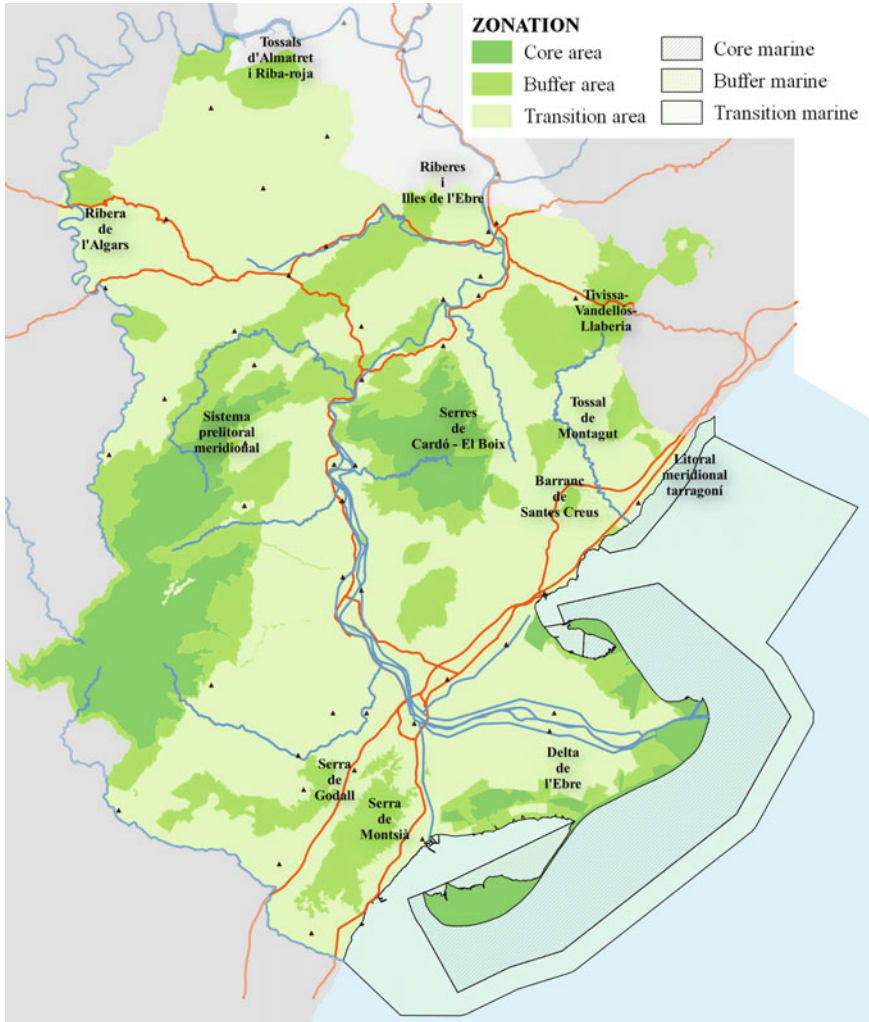 ZONATION
Core area
Buffer area
Transition area
Core marine
Buffer marine
Transition marine
Tossals
d'Almatret
i Riba-roja
Riberes
i
Illes de l'Ebre
Ribera
de
l'Algars
Tivissa-
Vandellòs-
Llaberia
Sistema
prelitoral
meridional
Serres
de
Cardó - El Boix
Tossal
de
Montagut
Litoral
meridional
tarragoní
Barranc
de
Santes Creus
Delta
de
l'Ebre
Serra
de
Godall
Serra
de
Montsià